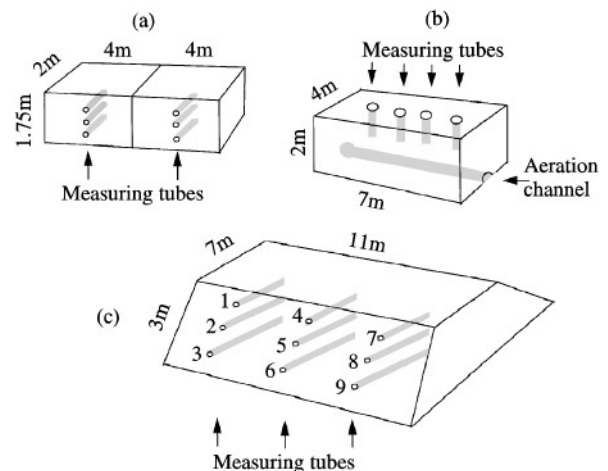 (a)
4m
4m
2m
1.75m
Measuring tubes
(b)
Measuring tubes
4m
2m
7m
Aeration
channel
(c)
7m
11m
3m
1
2
3
4
5
6
7
8
9
Measuring tubes